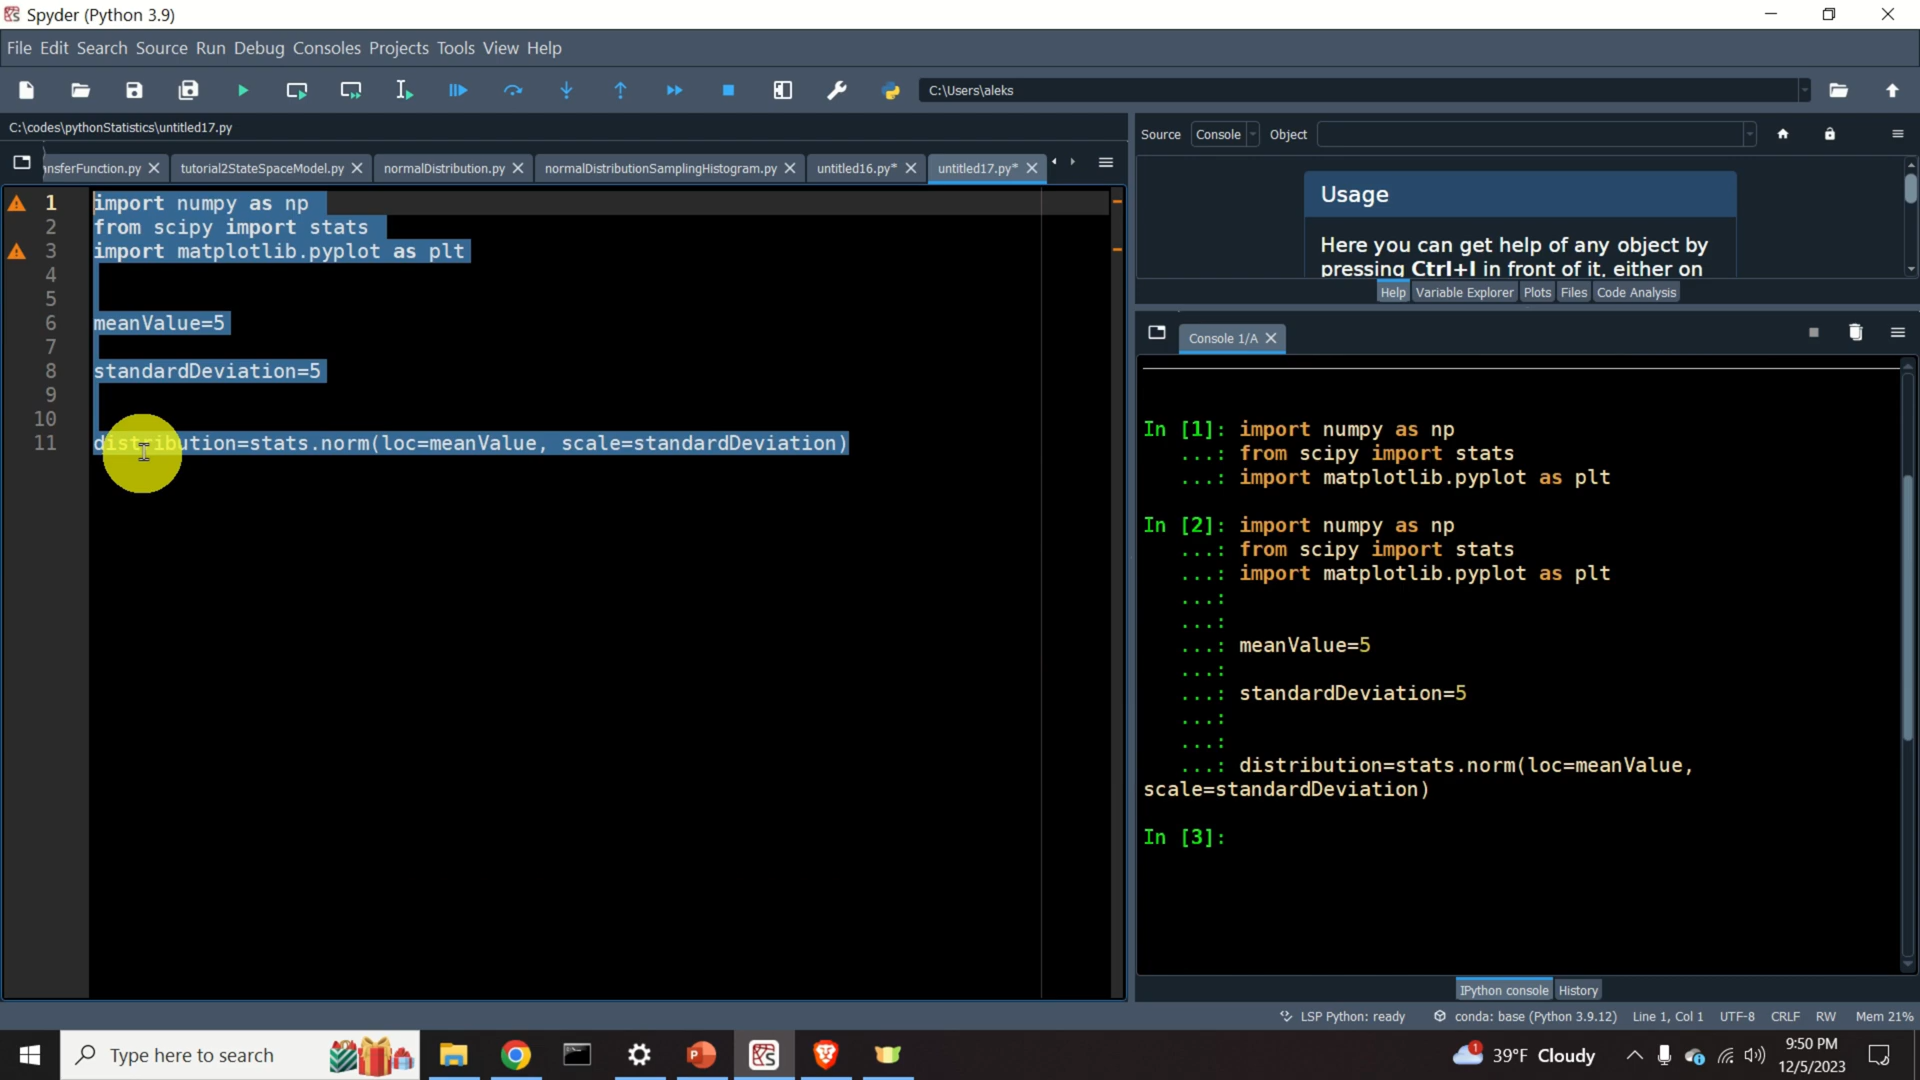 Spyder (Python 3.9)
File Edit Search Source Run Debug Consoles Projects Tools View Help
C:\Users\aleks
C:\codes\pythonStatistics\untitled17.py
nsferFunction.py tutorial2StateSpaceModel.py normalDistribution.py normalDistributionSamplingHistogram.py untitled16.py* untitled17.py*
1 import numpy as np
2 from scipy import stats
3 import matplotlib.pyplot as plt
4
5
6 meanValue=5
7
8 standardDeviation=5
9
10
11 distribution=stats.norm(loc=meanValue, scale=standardDeviation)
Source Console Object
Usage
Here you can get help of any object by
pressing Ctrl+I in front of it, either on
Help Variable Explorer Plots Files Code Analysis
Console 1/A
In [1]: import numpy as np
...: from scipy import stats
...: import matplotlib.pyplot as plt
In [2]: import numpy as np
...: from scipy import stats
...: import matplotlib.pyplot as plt
...:
...:
...: meanValue=5
...:
...: standardDeviation=5
...:
...:
...: distribution=stats.norm(loc=meanValue,
scale=standardDeviation)
In [3]:
IPython console History
LSP Python: ready conda: base (Python 3.9.12) Line 1, Col 1 UTF-8 CRLF RW Mem 21%
Type here to search
1 39°F Cloudy
9:50 PM
12/5/2023